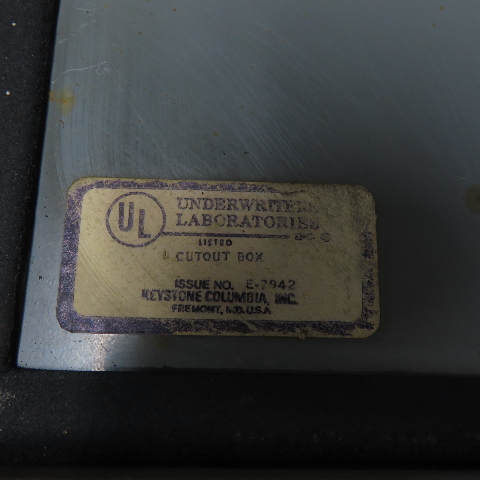 UL
UNDERWRITERS
LABORATORIES
INC. ®
LISTED
CUTOUT BOX
ISSUE NO. E-7942
KEYSTONE COLUMBIA, INC.
FREMONT, IND. U.S.A.